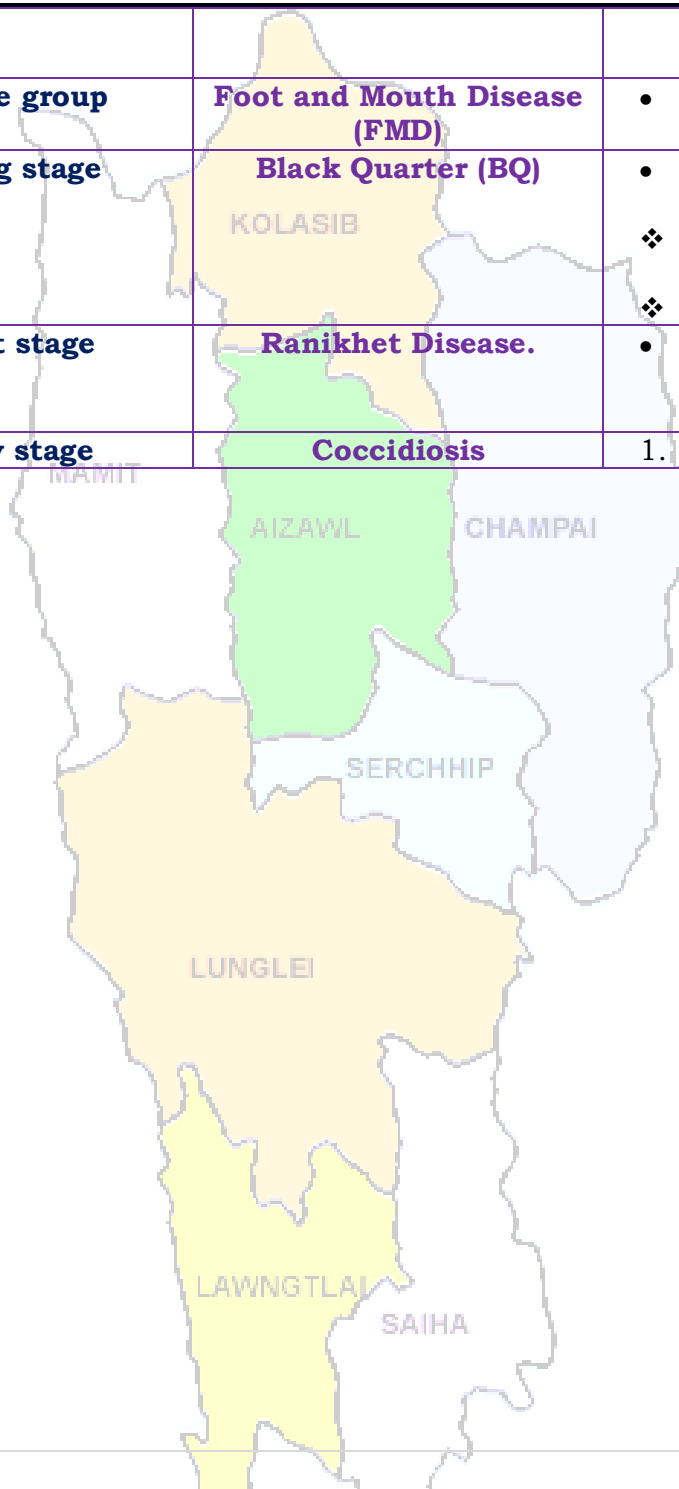 e group Foot and Mouth Disease •
(FMD)
g stage Black Quarter (BQ) •
KOLASIB
❖
❖
t stage Ranikhet Disease. •
y stage Coccidiosis 1.
MAMIT
AIZAWL CHAMPAI
SERCHHIP
LUNGLEI
LAWNGTLAI
SAIHA